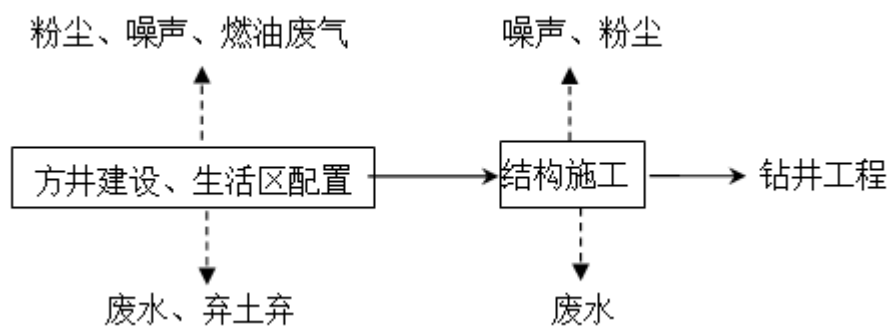 粉尘、噪声、燃油废气
噪声、粉尘
方井建设、生活区配置
结构施工
钻井工程
废水、弃土弃
废水